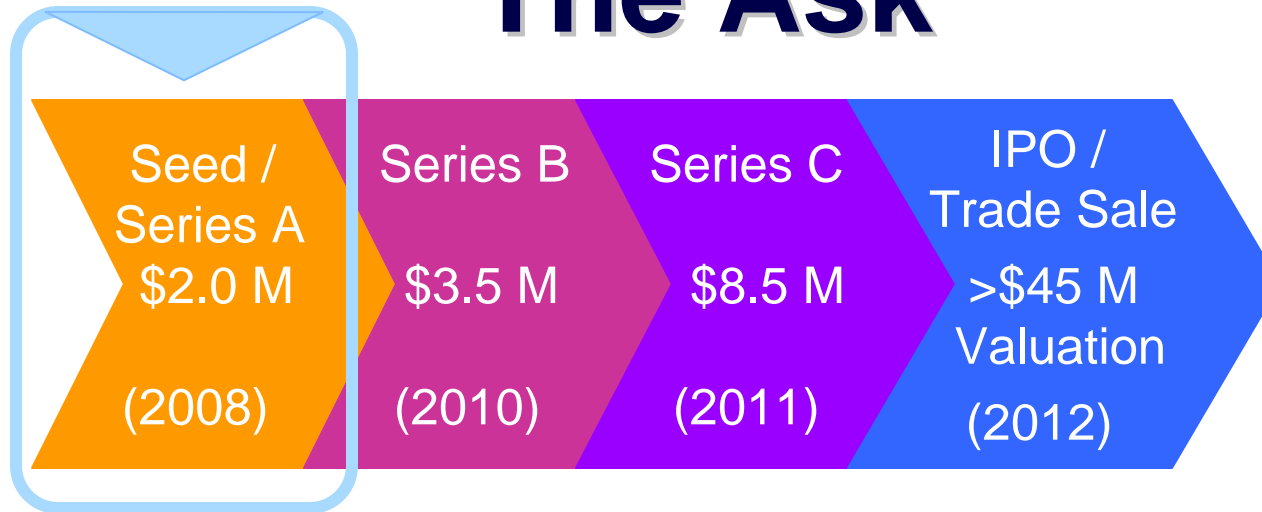 The Ask
Seed /
Series A
$2.0 M
(2008)
Series B
$3.5 M
(2010)
Series C
$8.5 M
(2011)
IPO /
Trade Sale
>$45 M
Valuation
(2012)